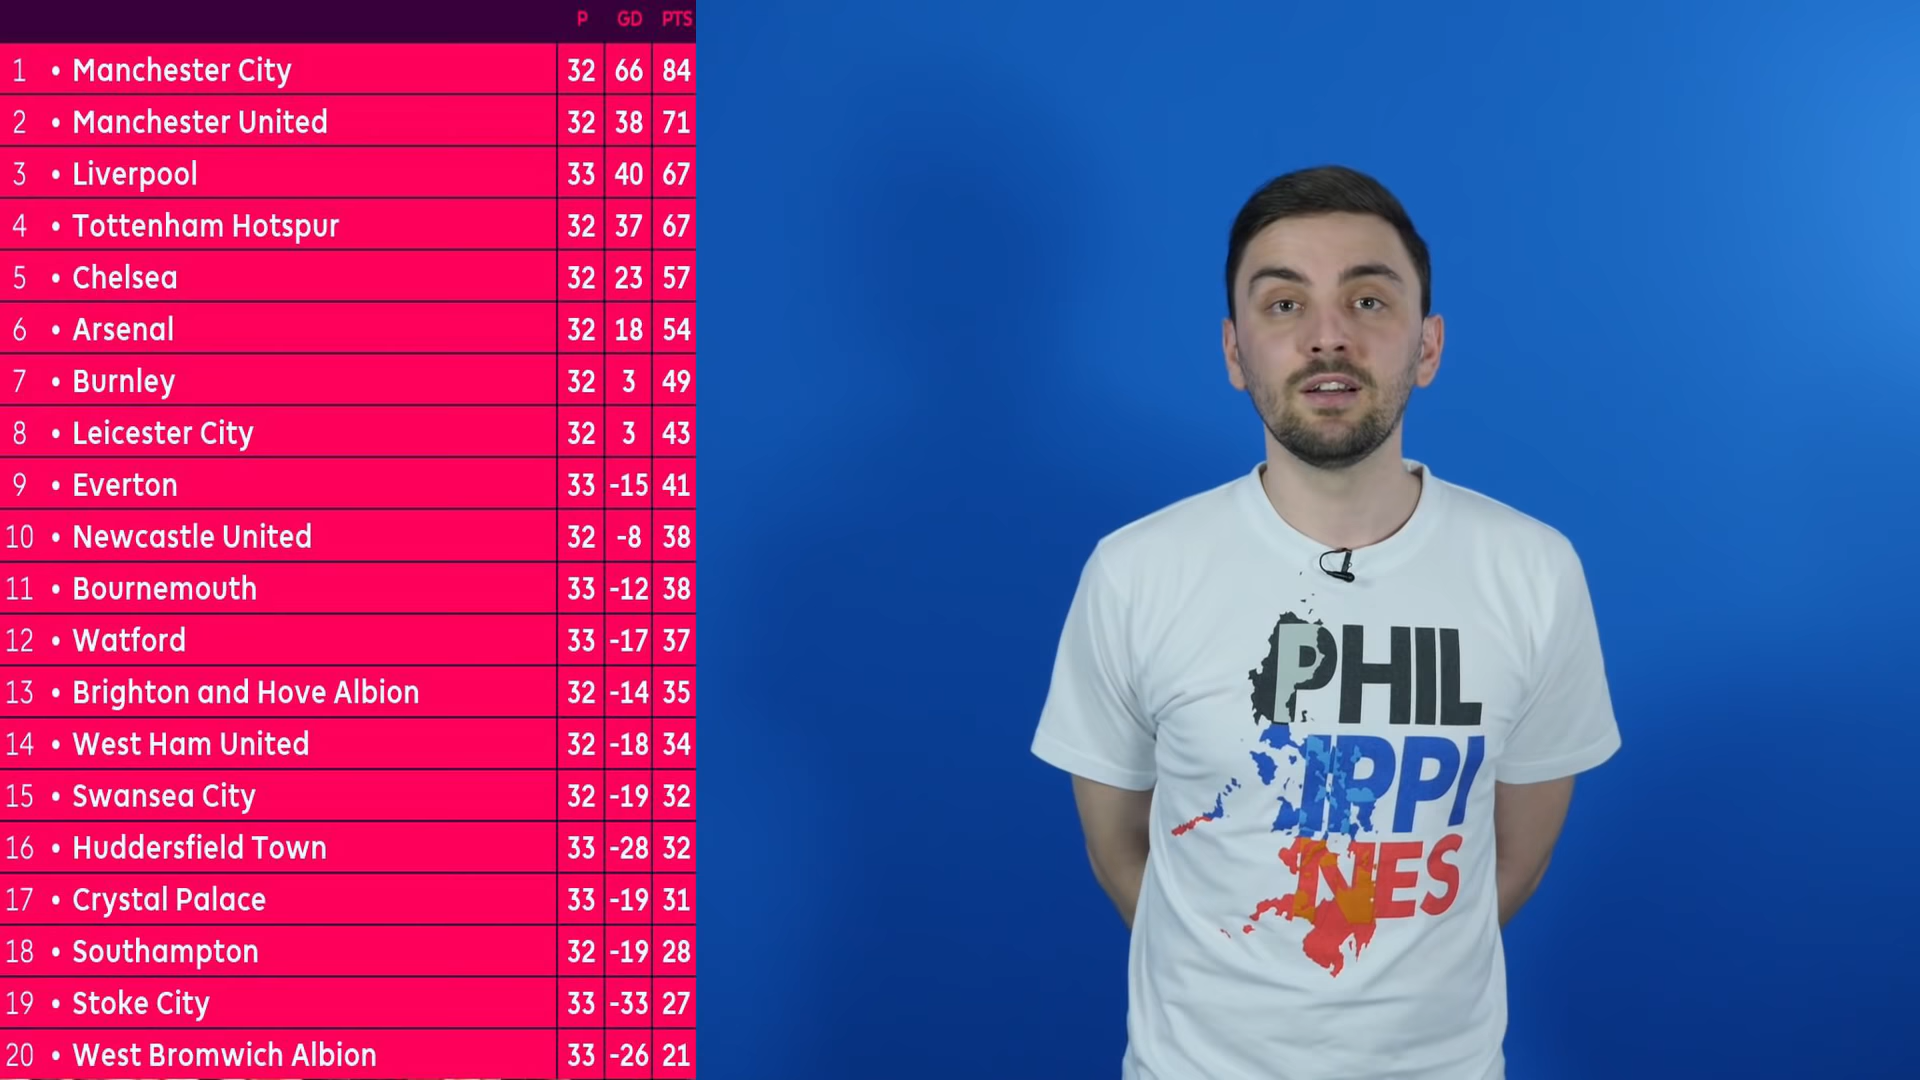 P GD PTS
1 • Manchester City 32 66 84
2 • Manchester United 32 38 71
3 • Liverpool 33 40 67
4 • Tottenham Hotspur 32 37 67
5 • Chelsea 32 23 57
6 • Arsenal 32 18 54
7 • Burnley 32 3 49
8 • Leicester City 32 3 43
9 • Everton 33 -15 41
10 • Newcastle United 32 -8 38
11 • Bournemouth 33 -12 38
12 • Watford 33 -17 37
13 • Brighton and Hove Albion 32 -14 35
14 • West Ham United 32 -18 34
15 • Swansea City 32 -19 32
16 • Huddersfield Town 33 -28 32
17 • Crystal Palace 33 -19 31
18 • Southampton 32 -19 28
19 • Stoke City 33 -33 27
20 • West Bromwich Albion 33 -26 21
PHIL
IPPI
NES